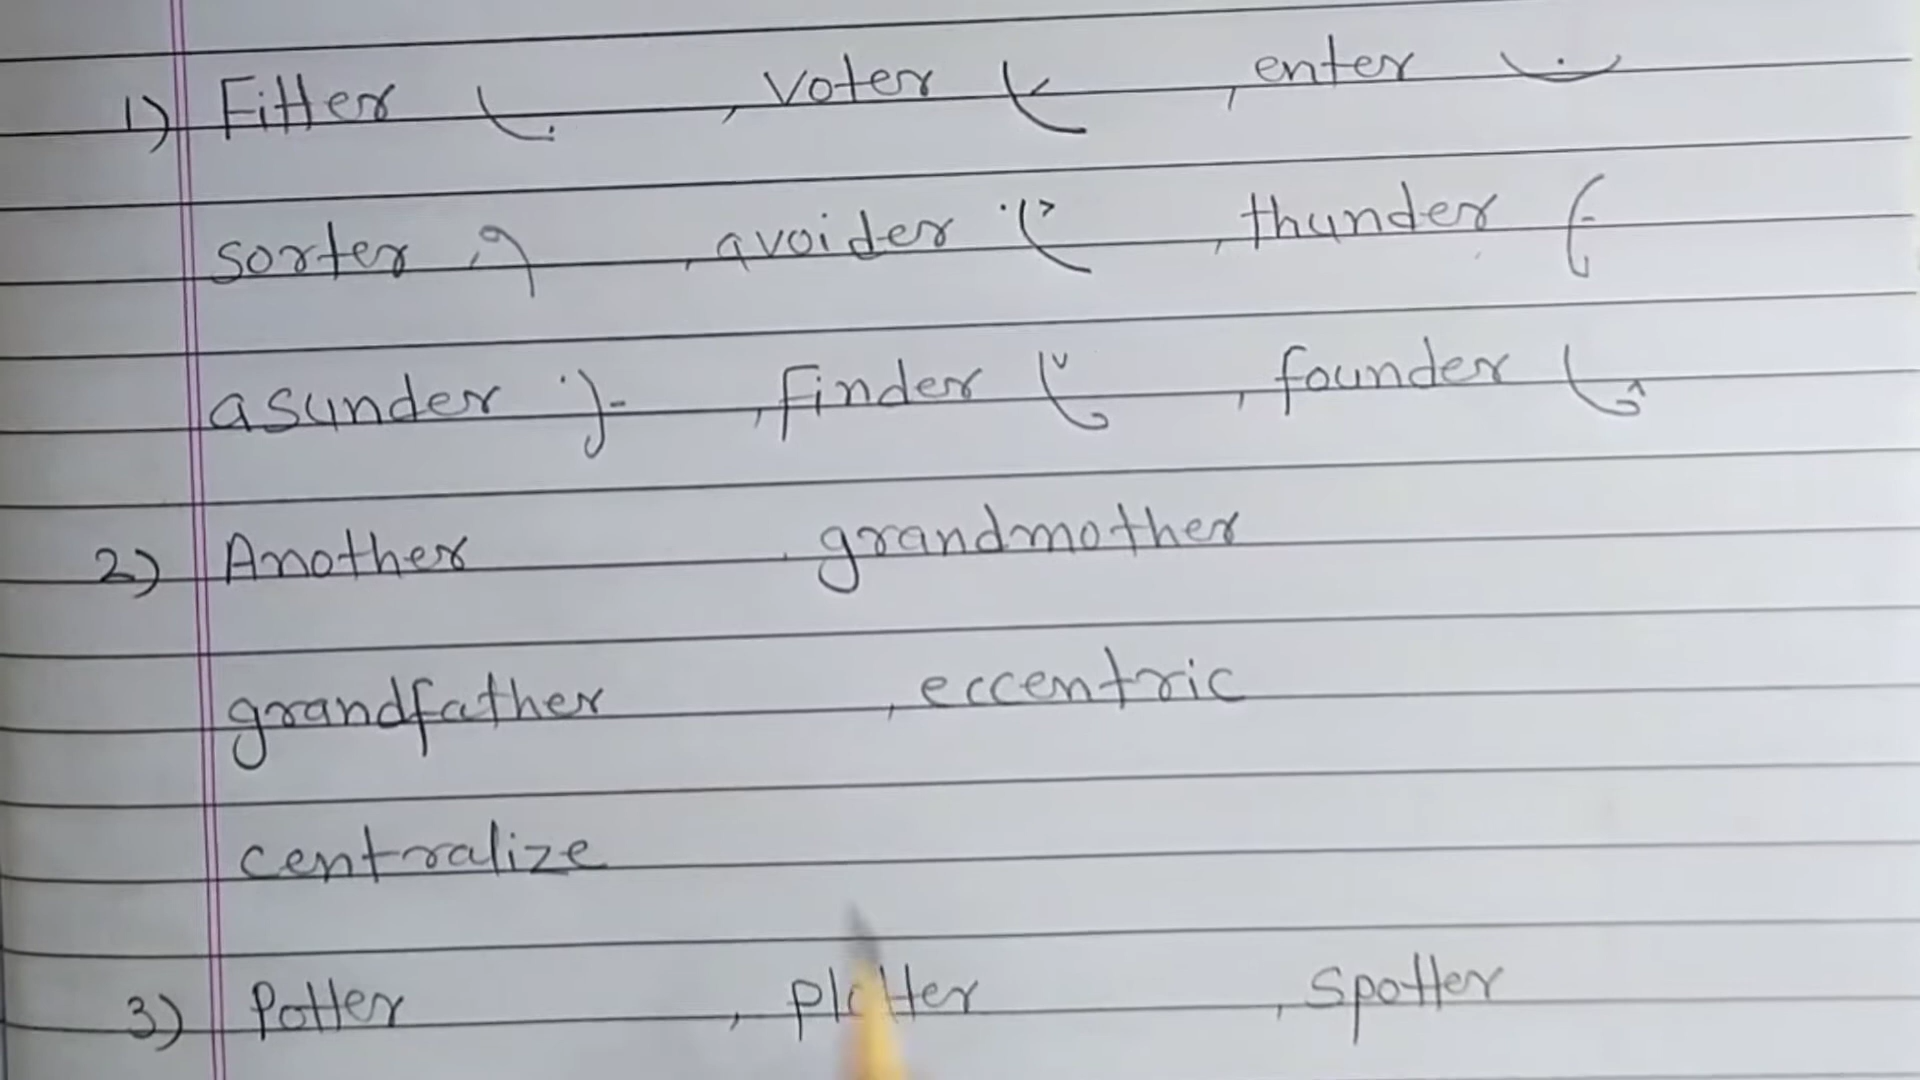 1) Fitter , voter , enter
sorter , avoider , thunder
asunder , finder , founder
2) Another , grandmother
grandfather , eccentric
centralize
3) Potter , plotter , spotter